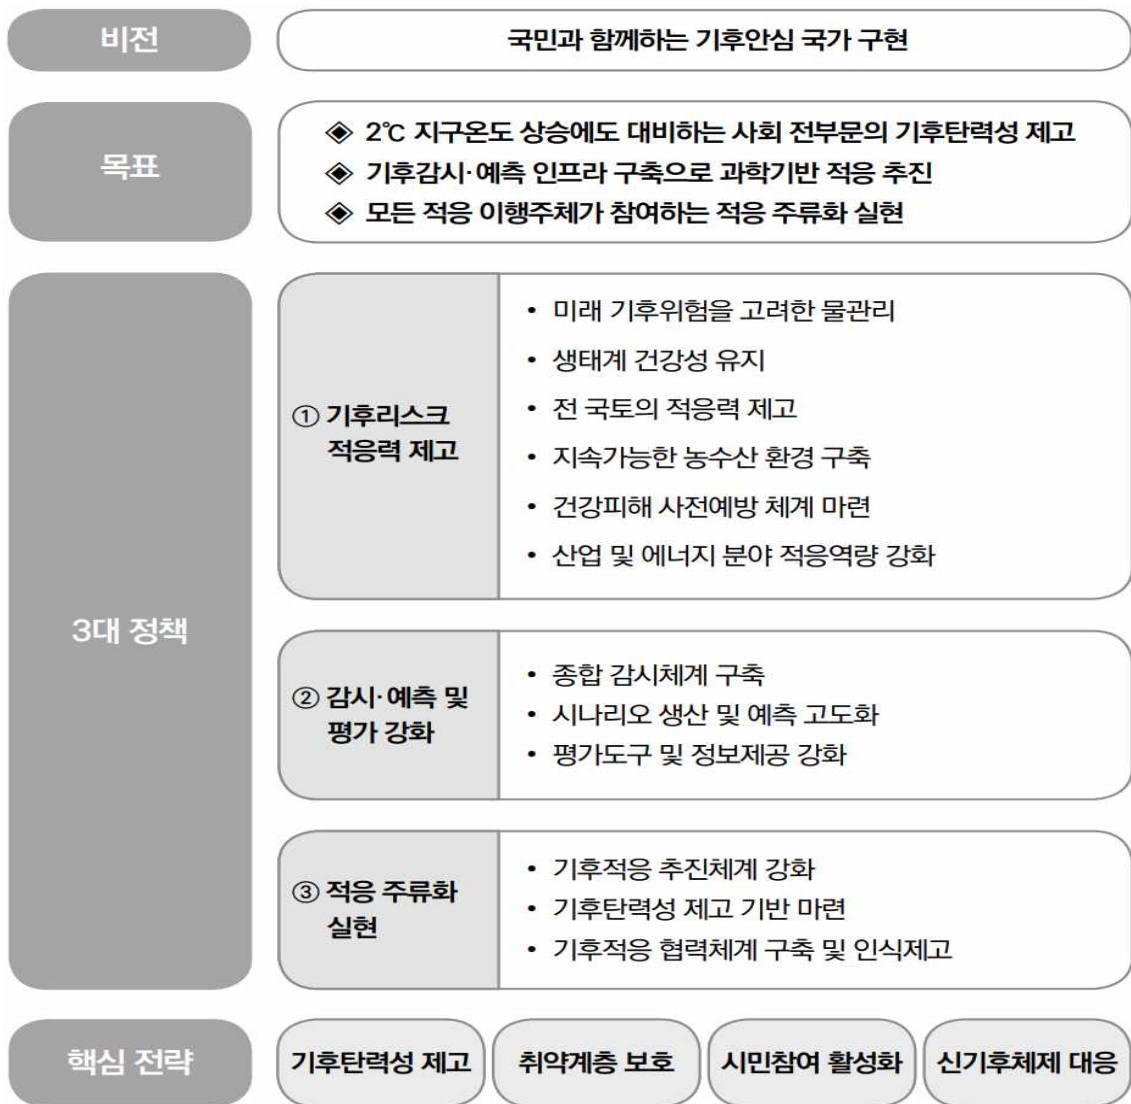 비전
국민과 함께하는 기후안심 국가 구현
목표
◈ 2℃ 지구온도 상승에도 대비하는 사회 전부문의 기후탄력성 제고
◈ 기후감시·예측 인프라 구축으로 과학기반 적응 추진
◈ 모든 적응 이행주체가 참여하는 적응 주류화 실현
3대 정책
① 기후리스크
적응력 제고
• 미래 기후위험을 고려한 물관리
• 생태계 건강성 유지
• 전 국토의 적응력 제고
• 지속가능한 농수산 환경 구축
• 건강피해 사전예방 체계 마련
• 산업 및 에너지 분야 적응역량 강화
② 감시·예측 및
평가 강화
• 종합 감시체계 구축
• 시나리오 생산 및 예측 고도화
• 평가도구 및 정보제공 강화
③ 적응 주류화
실현
• 기후적응 추진체계 강화
• 기후탄력성 제고 기반 마련
• 기후적응 협력체계 구축 및 인식제고
핵심 전략
기후탄력성 제고
취약계층 보호
시민참여 활성화
신기후체제 대응